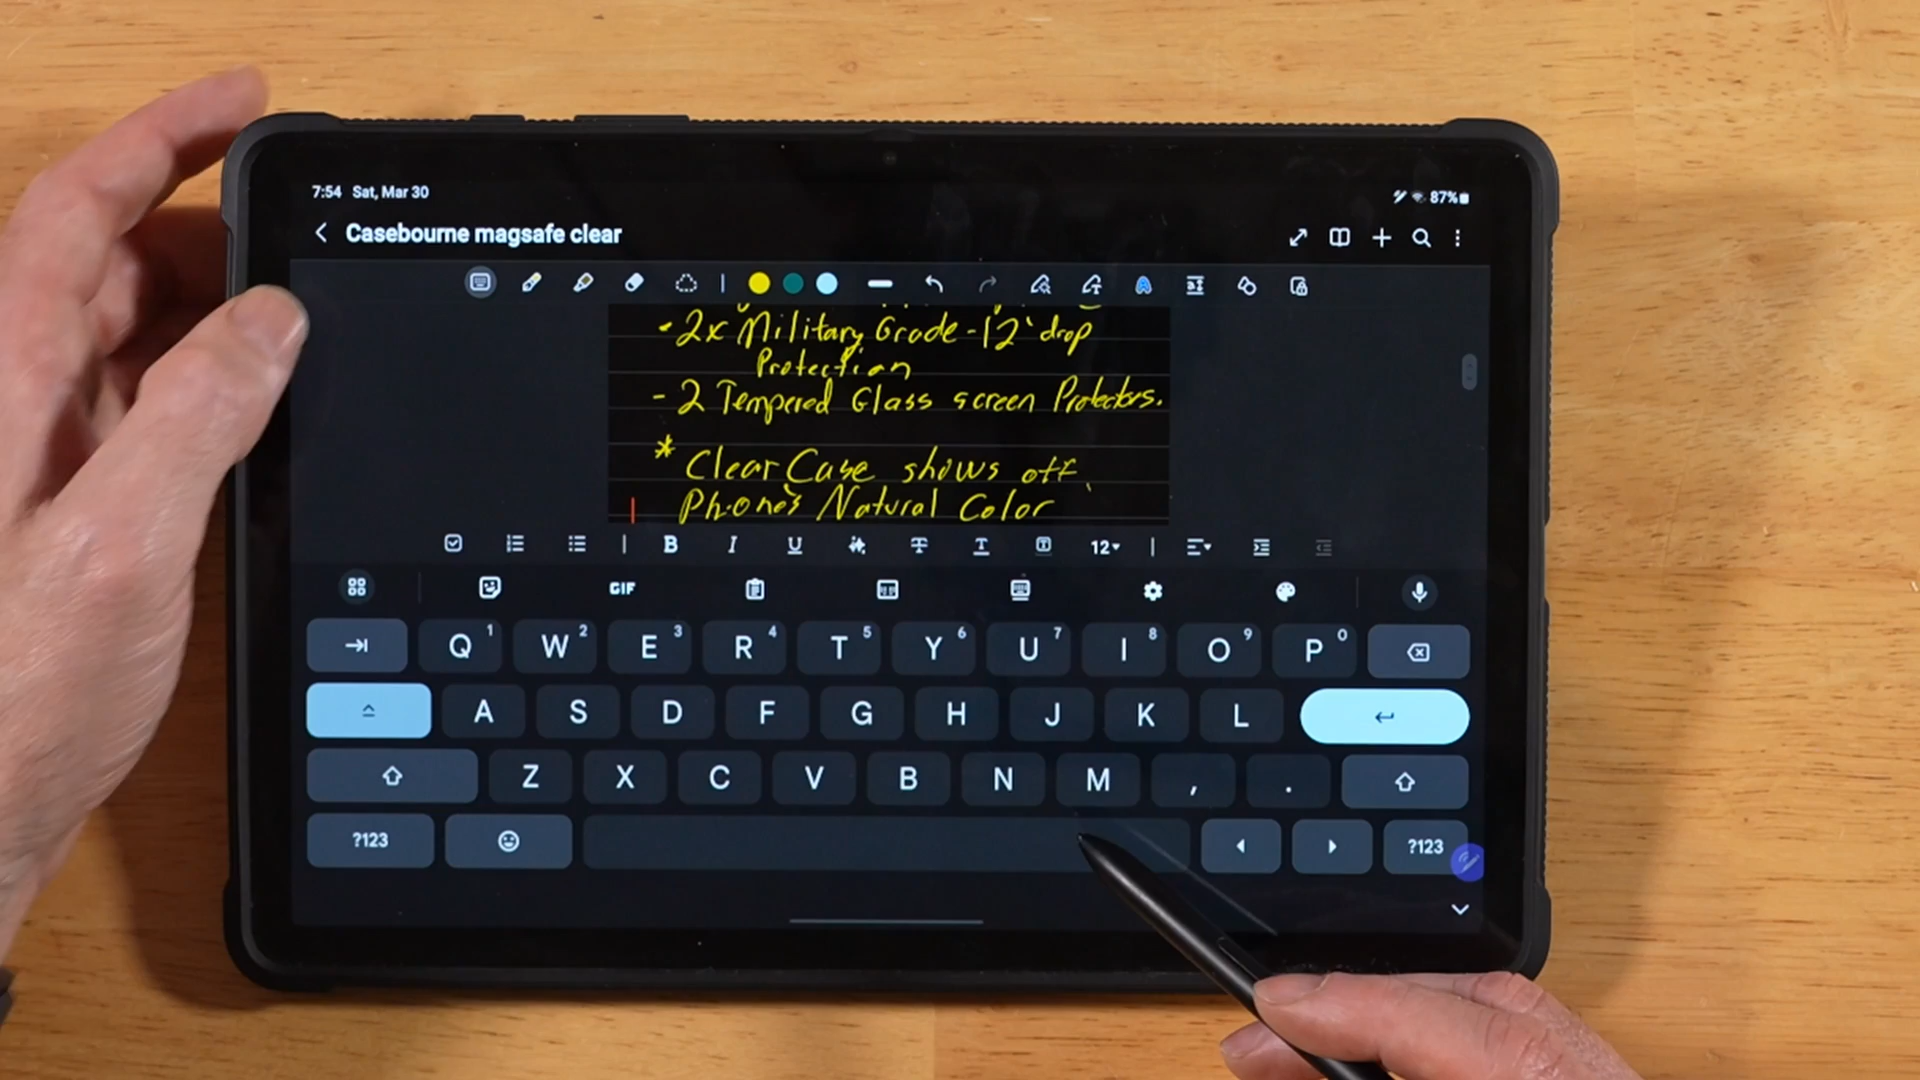 7:54 Sat, Mar 30
87%
Casebourne magsafe clear
- 2x Military Grade - 12' drop
Protection
- 2 Tempered Glass screen Protectors.
* Clear Case shows off
Phone's Natural Color
B I U T T 12
GIF
Q 1 W 2 E 3 R 4 T 5 Y 6 U 7 I 8 O 9 P 0
A S D F G H J K L
Z X C V B N M , .
?123 ?123